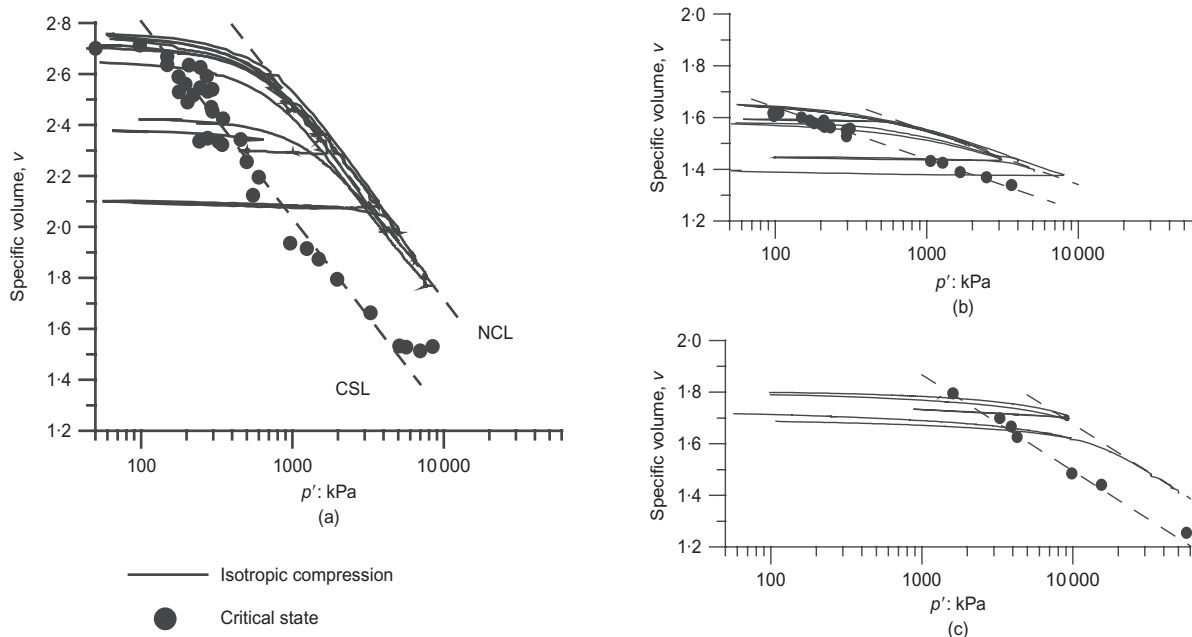 2·8
2·6
2·4
2·2
2·0
1·8
1·6
1·4
1·2
Specific volume, v
NCL
CSL
100 1000 10 000
p′: kPa
(a)
Isotropic compression
Critical state
2·0
1·8
1·6
1·4
1·2
Specific volume, v
100 1000 10 000
p′: kPa
(b)
2·0
1·8
1·6
1·4
1·2
Specific volume, v
100 1000 10 000
p′: kPa
(c)